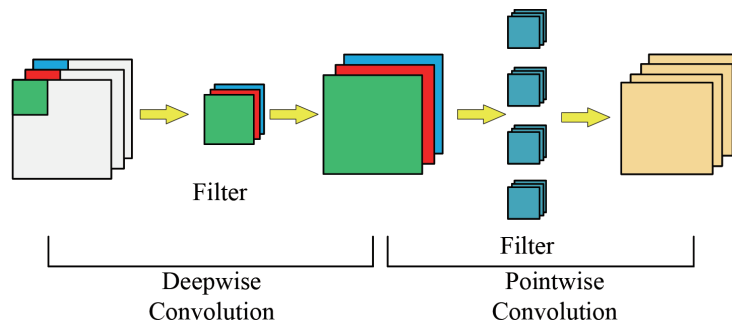 Filter
Filter
Deepwise
Convolution
Pointwise
Convolution